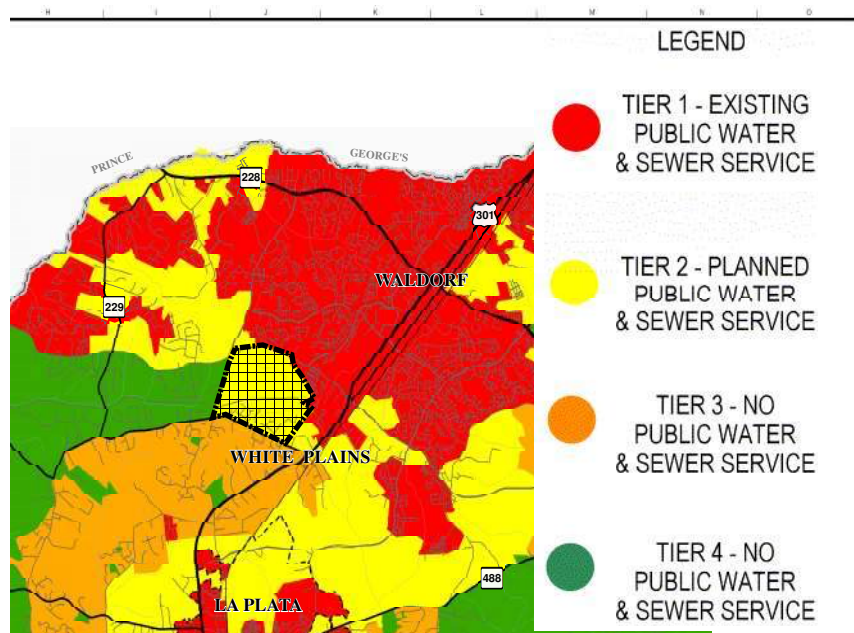 H I J K L M N O
LEGEND
TIER 1 - EXISTING
PUBLIC WATER
& SEWER SERVICE
TIER 2 - PLANNED
PUBLIC WATER
& SEWER SERVICE
TIER 3 - NO
PUBLIC WATER
& SEWER SERVICE
TIER 4 - NO
PUBLIC WATER
& SEWER SERVICE
PRINCE
GEORGE'S
228
301
WALDORF
229
WHITE PLAINS
488
LA PLATA